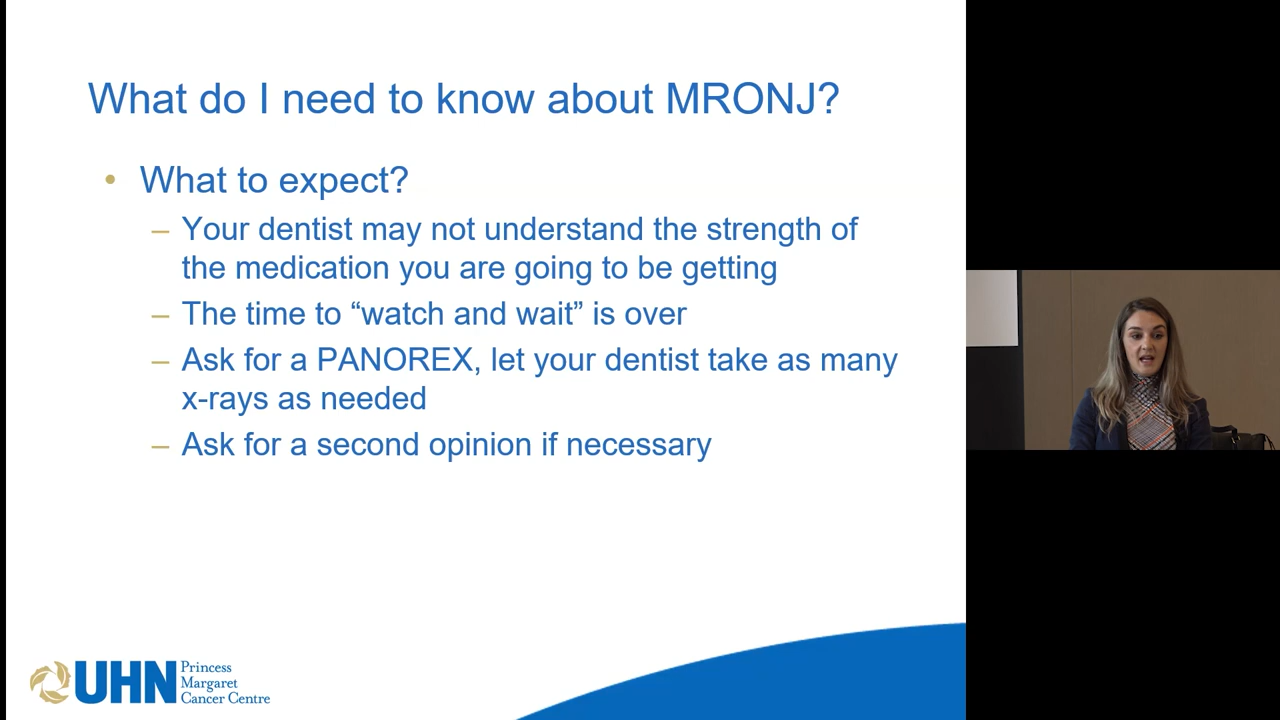 What do I need to know about MRONJ?
• What to expect?
– Your dentist may not understand the strength of
the medication you are going to be getting
– The time to “watch and wait” is over
– Ask for a PANOREX, let your dentist take as many
x-rays as needed
– Ask for a second opinion if necessary
UHN
Princess
Margaret
Cancer Centre